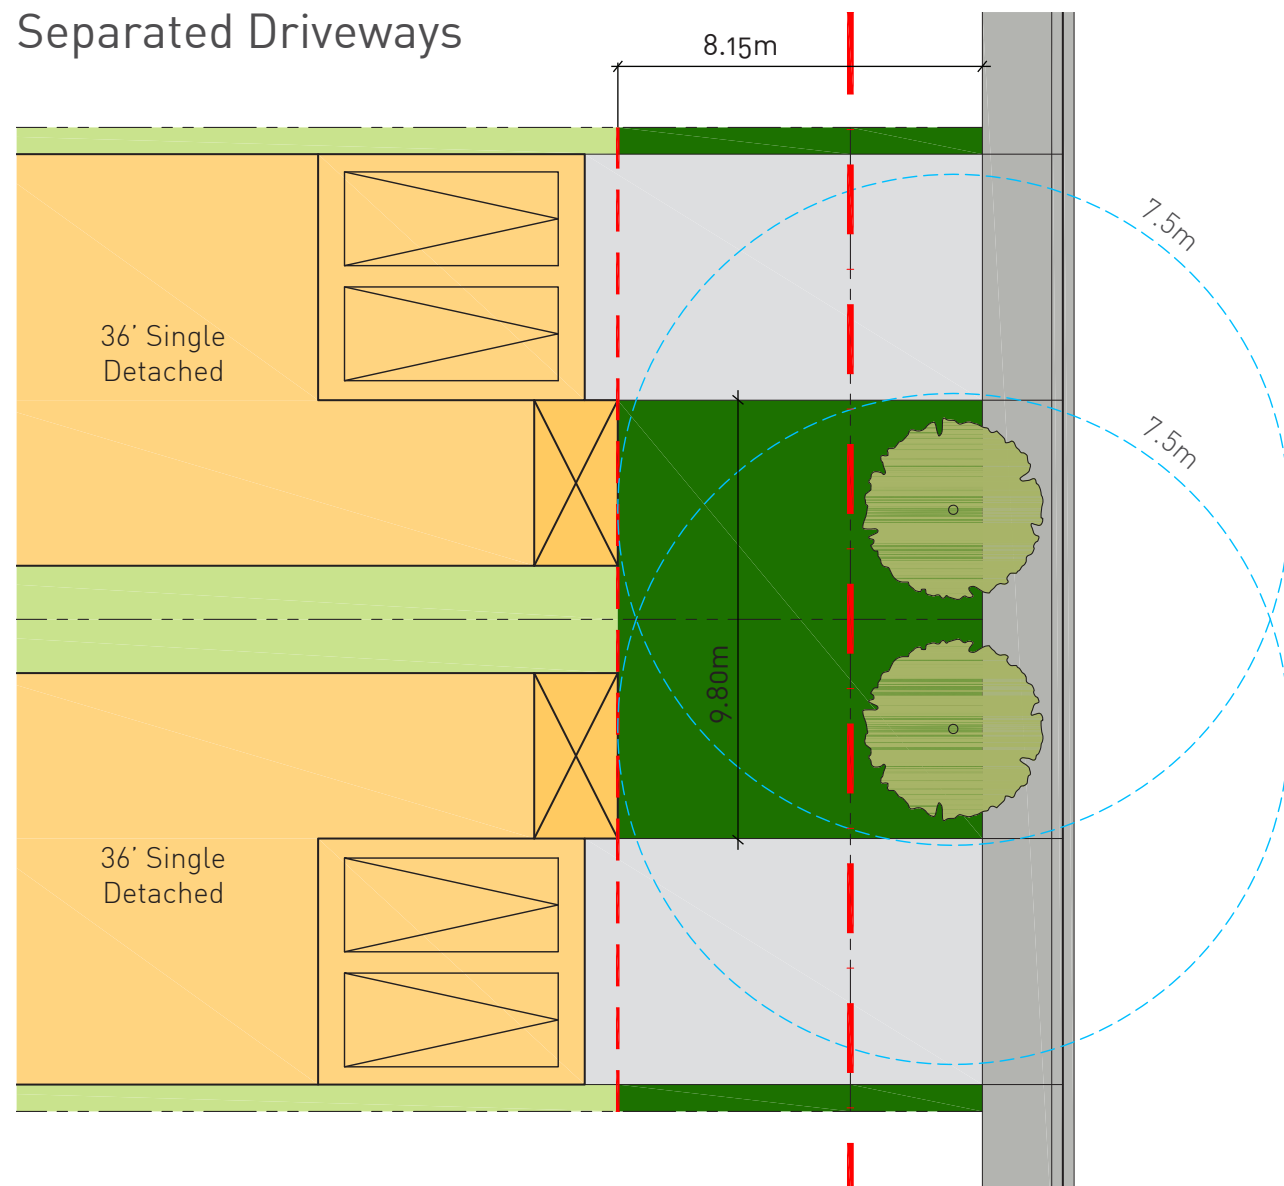 Separated Driveways
8.15m
7.5m
36’ Single
Detached
7.5m
9.80m
36’ Single
Detached